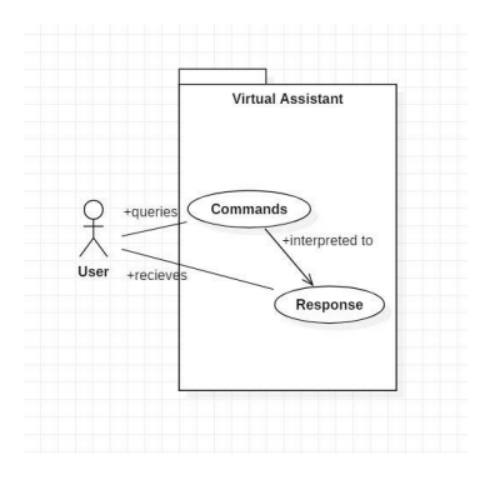 Virtual Assistant
+queries
Commands
+interpreted to
User
+recieves
Response